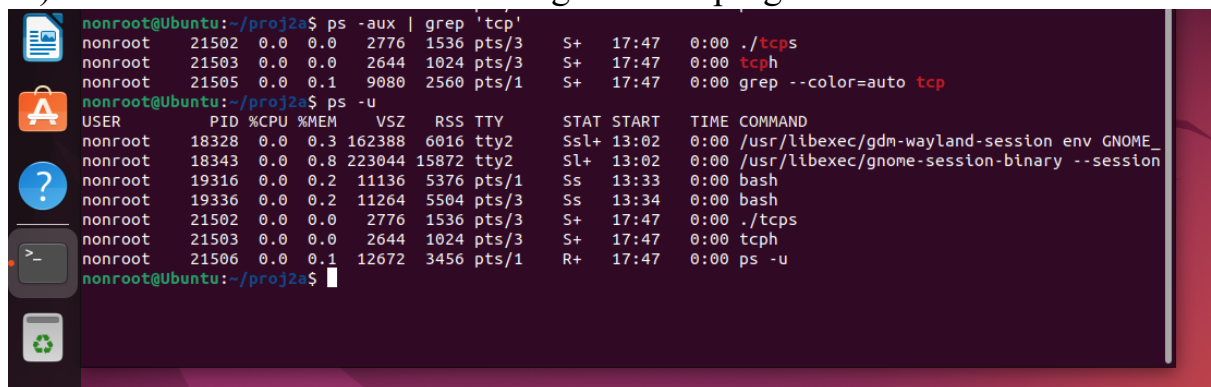 nonroot@Ubuntu:~/proj2a$ ps -aux | grep 'tcp'
nonroot 21502 0.0 0.0 2776 1536 pts/3 S+ 17:47 0:00 ./tcps
nonroot 21503 0.0 0.0 2644 1024 pts/3 S+ 17:47 0:00 tcph
nonroot 21505 0.0 0.1 9080 2560 pts/1 S+ 17:47 0:00 grep --color=auto tcp
nonroot@Ubuntu:~/proj2a$ ps -u
USER PID %CPU %MEM VSZ RSS TTY STAT START TIME COMMAND
nonroot 18328 0.0 0.3 162388 6016 tty2 Ssl+ 13:02 0:00 /usr/libexec/gdm-wayland-session env GNOME_
nonroot 18343 0.0 0.8 223044 15872 tty2 Sl+ 13:02 0:00 /usr/libexec/gnome-session-binary --session
nonroot 19316 0.0 0.2 11136 5376 pts/1 Ss 13:33 0:00 bash
nonroot 19336 0.0 0.2 11264 5504 pts/3 Ss 13:34 0:00 bash
nonroot 21502 0.0 0.0 2776 1536 pts/3 S+ 17:47 0:00 ./tcps
nonroot 21503 0.0 0.0 2644 1024 pts/3 S+ 17:47 0:00 tcph
nonroot 21506 0.0 0.1 12672 3456 pts/1 R+ 17:47 0:00 ps -u
nonroot@Ubuntu:~/proj2a$